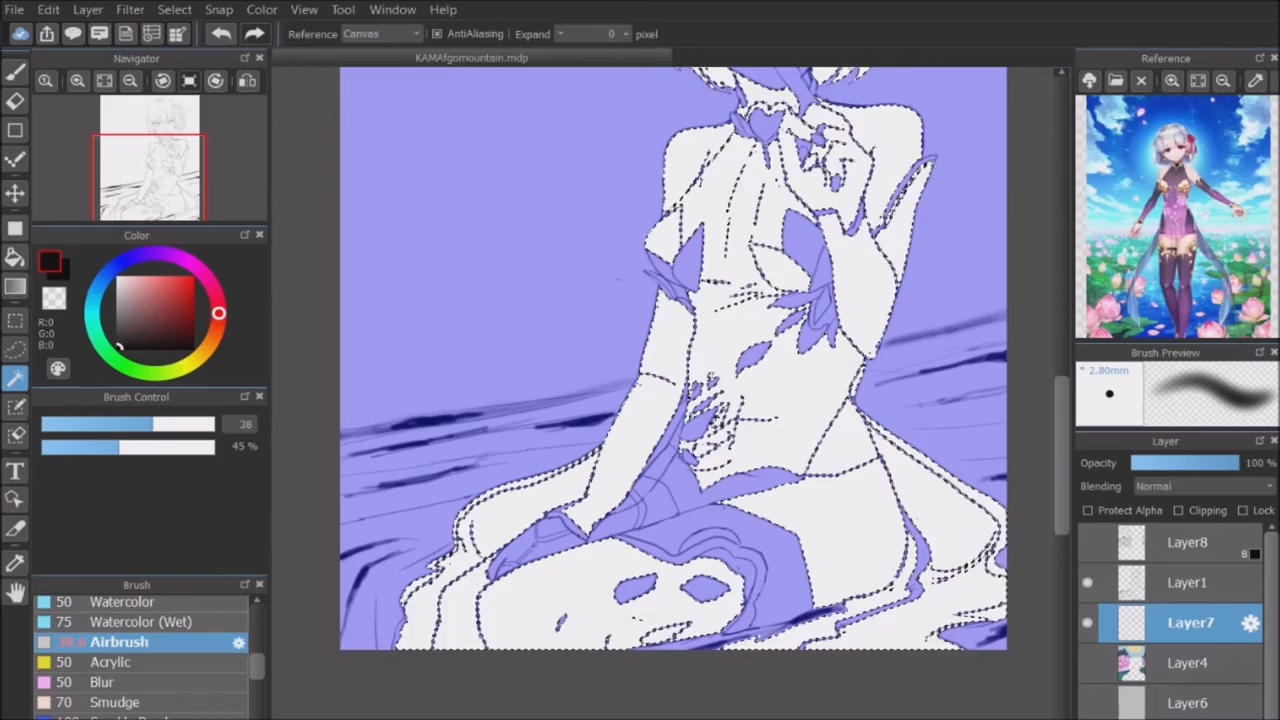 File Edit Layer Filter Select Snap Color View Tool Window Help
Reference Canvas AntiAliasing Expand 0 pixel
Navigator
KAMAfgomountain.mdp
Reference
Color
R:0
G:0
B:0
Brush Control
38
45 %
Brush
50 Watercolor
75 Watercolor (Wet)
Airbrush
50 Acrylic
50 Blur
70 Smudge
Brush Preview
2.80mm
Layer
Opacity 100 %
Blending Normal
Protect Alpha Clipping Lock
Layer8
8
Layer1
Layer7
Layer4
Layer6